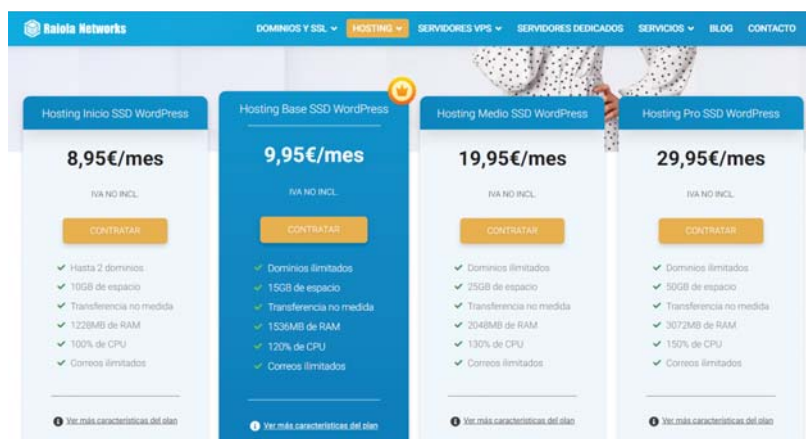 Raiola Networks
DOMINIOS Y SSL HOSTING SERVIDORES VPS SERVIDORES DEDICADOS SERVICIOS BLOG CONTACTO
Hosting Inicio SSD WordPress
8,95€/mes
IVA NO INCL.
CONTRATAR
Hasta 2 dominios
10GB de espacio
Transferencia no medida
1228MB de RAM
100% de CPU
Correos ilimitados
Ver más características del plan
Hosting Base SSD WordPress
9,95€/mes
IVA NO INCL.
CONTRATAR
Dominios ilimitados
15GB de espacio
Transferencia no medida
1536MB de RAM
120% de CPU
Correos ilimitados
Ver más características del plan
Hosting Medio SSD WordPress
19,95€/mes
IVA NO INCL.
CONTRATAR
Dominios ilimitados
25GB de espacio
Transferencia no medida
2048MB de RAM
130% de CPU
Correos ilimitados
Ver más características del plan
Hosting Pro SSD WordPress
29,95€/mes
IVA NO INCL.
CONTRATAR
Dominios ilimitados
50GB de espacio
Transferencia no medida
3072MB de RAM
150% de CPU
Correos ilimitados
Ver más características del plan